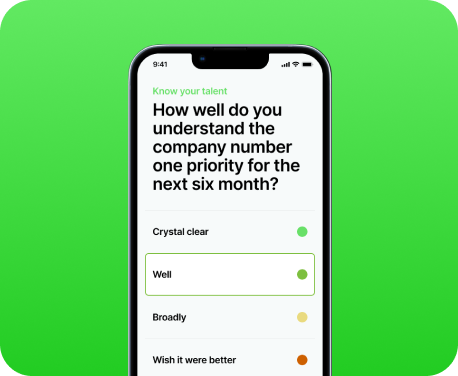 9:41
Know your talent
How well do you
understand the
company number
one priority for the
next six month?
Crystal clear
Well
Broadly
Wish it were better